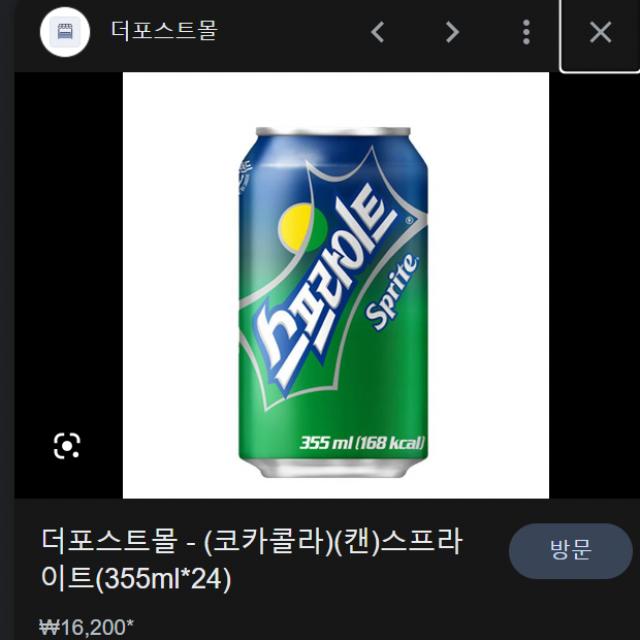 더포스트몰
스프라이트
Sprite
355 ml (168 kcal)
더포스트몰 - (코카콜라)(캔)스프라
이트(355ml*24)
방문
₩16,200*